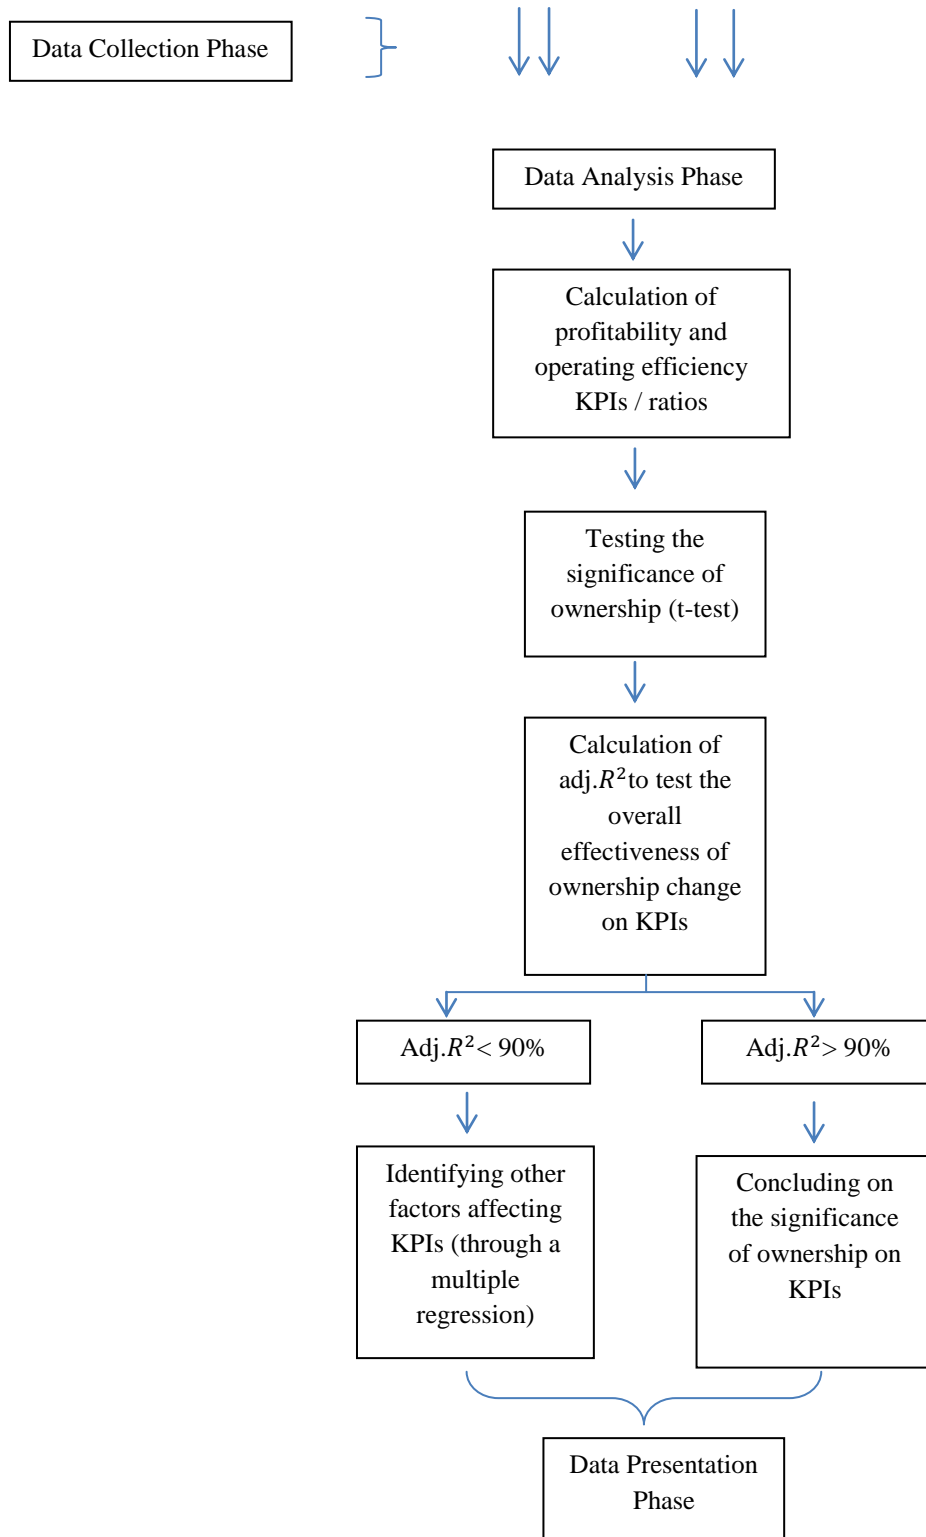 Data Collection Phase
Data Analysis Phase
Calculation of
profitability and
operating efficiency
KPIs / ratios
Testing the
significance of
ownership (t-test)
Calculation of
adj.𝑅²to test the
overall
effectiveness of
ownership change
on KPIs
Adj.𝑅²< 90%
Adj.𝑅²> 90%
Identifying other
factors affecting
KPIs (through a
multiple
regression)
Concluding on
the significance
of ownership on
KPIs
Data Presentation
Phase